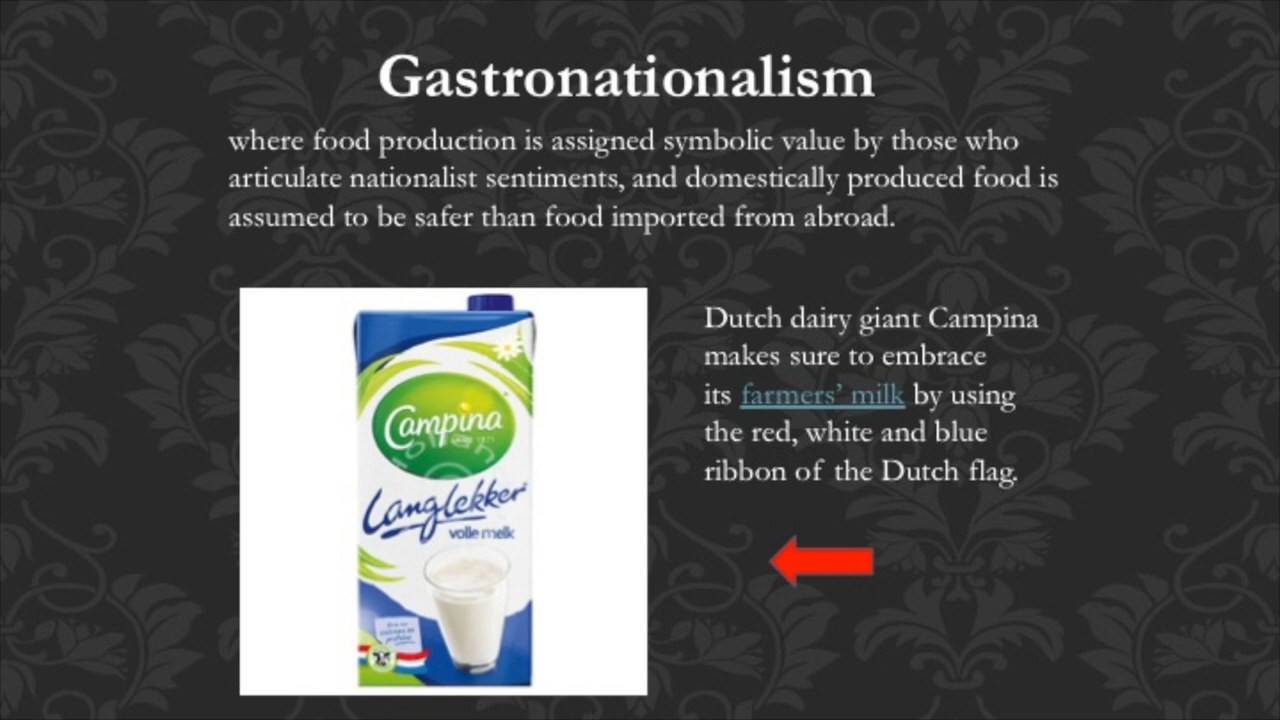 Gastronationalism
where food production is assigned symbolic value by those who
articulate nationalist sentiments, and domestically produced food is
assumed to be safer than food imported from abroad.
Dutch dairy giant Campina
makes sure to embrace
its farmers’ milk by using
the red, white and blue
ribbon of the Dutch flag.
Campina
Langlekker
volle melk